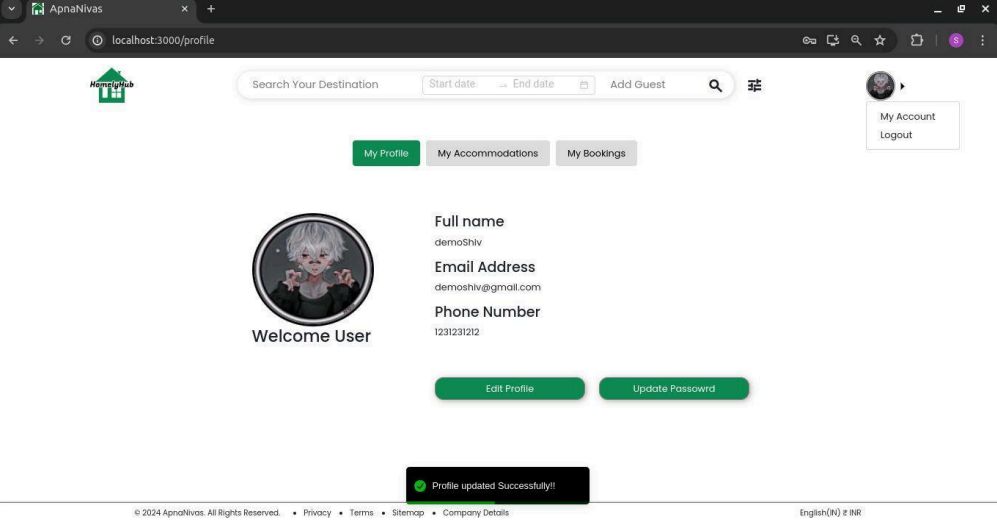 ApnaNivas
localhost:3000/profile
S
HomelyHub
Search Your Destination Start date → End date Add Guest
My Account
Logout
My Profile My Accommodations My Bookings
Full name
demoShiv
Email Address
demoshiv@gmail.com
Phone Number
1231231212
Welcome User
Edit Profile Update Passowrd
Profile updated Successfully!!
© 2024 ApnaNivas. All Rights Reserved. • Privacy • Terms • Sitemap • Company Details English(IN) ₹ INR